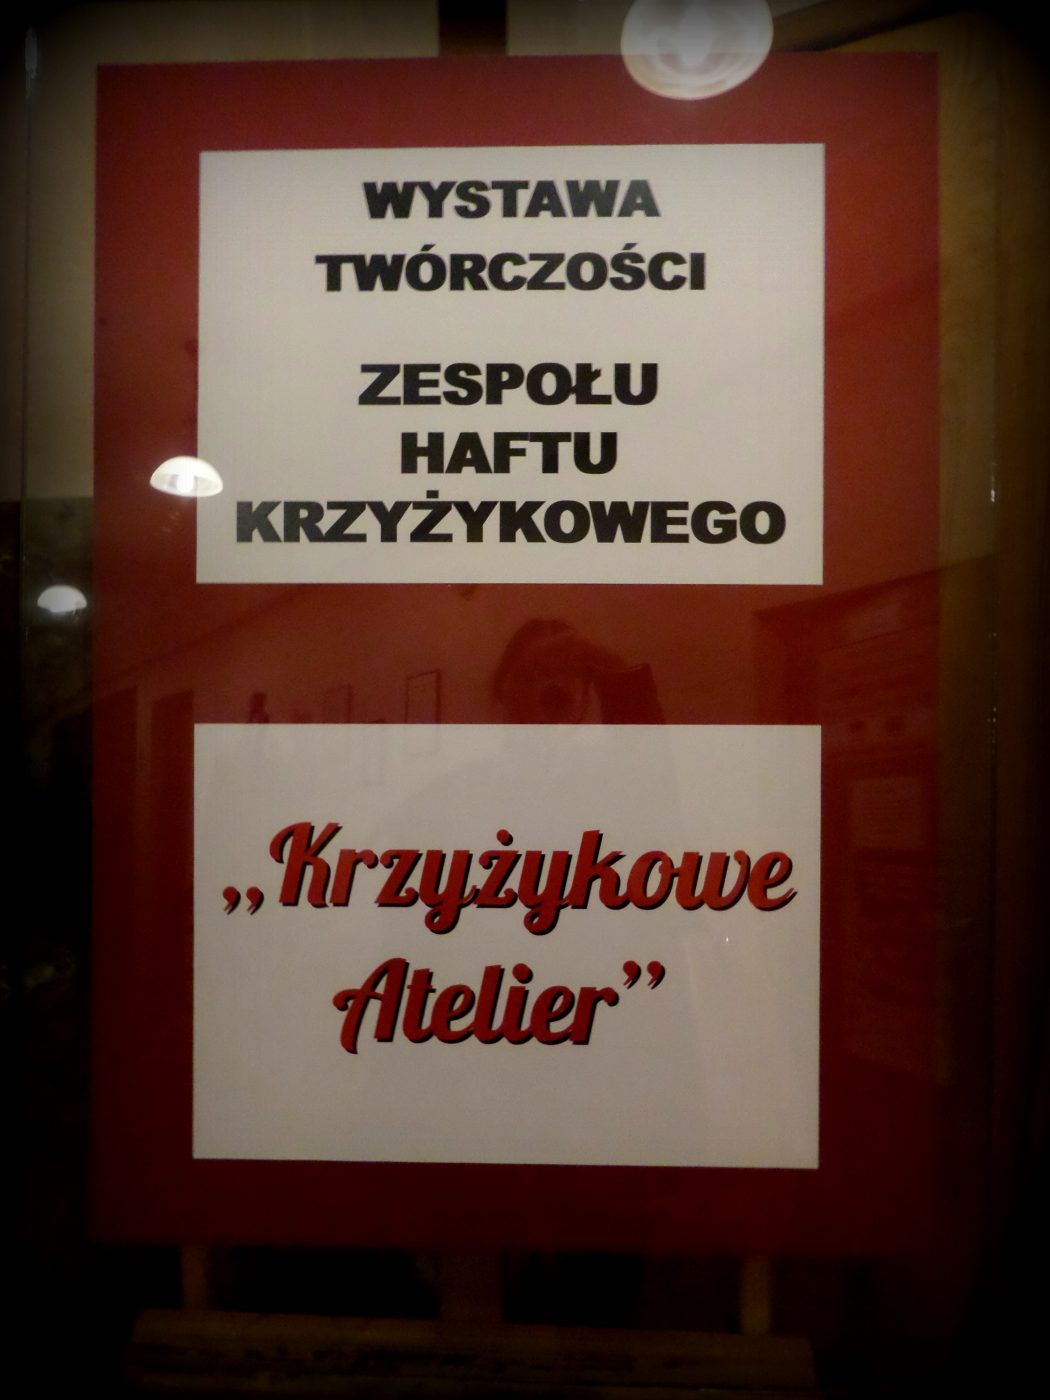 WYSTAWA
TWÓRCZOŚCI
ZESPOŁU
HAFTU
KRZYŻYKOWEGO
„Krzyżykowe
Atelier”